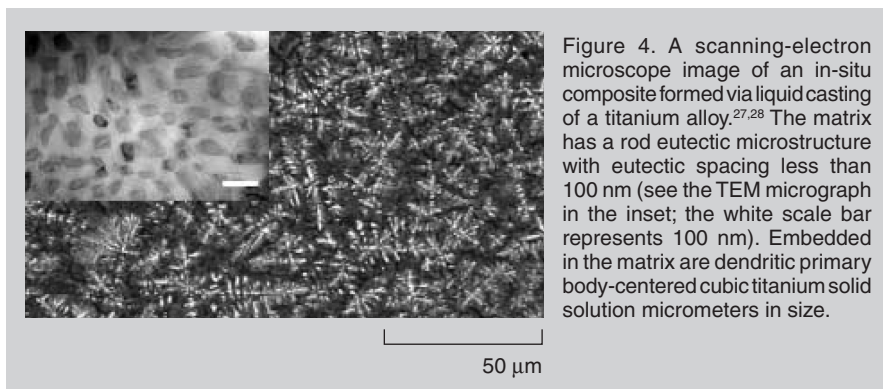 Figure 4. A scanning-electron
microscope image of an in-situ
composite formed via liquid casting
of a titanium alloy.27,28 The matrix
has a rod eutectic microstructure
with eutectic spacing less than
100 nm (see the TEM micrograph
in the inset; the white scale bar
represents 100 nm). Embedded
in the matrix are dendritic primary
body-centered cubic titanium solid
solution micrometers in size.
50 μm